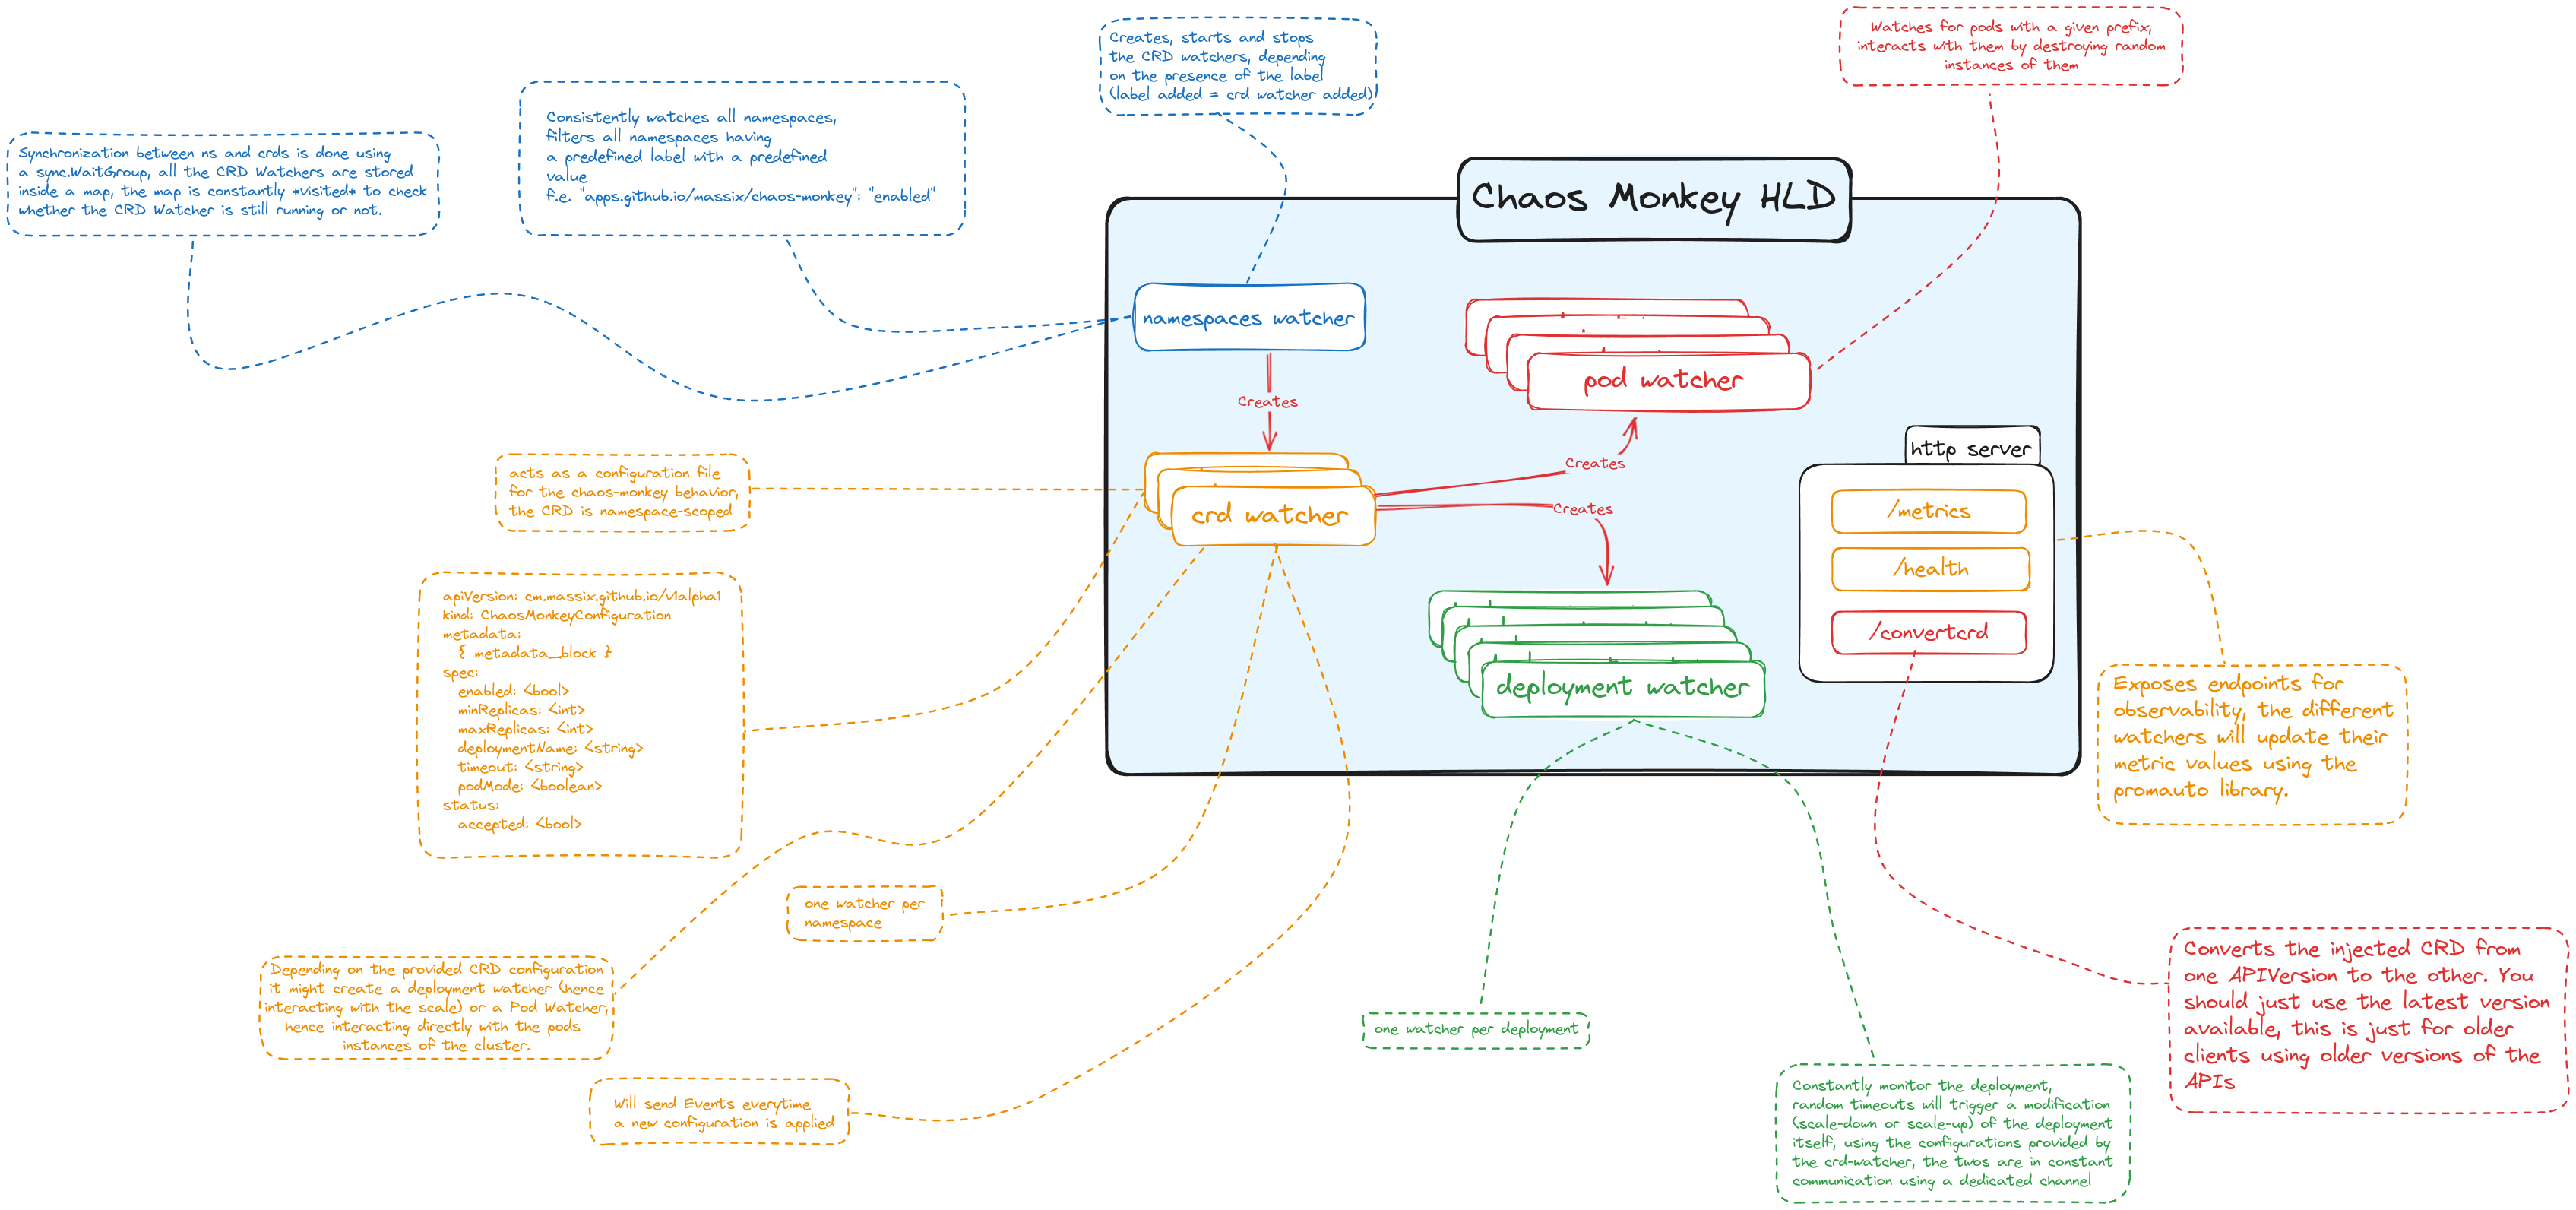 Creates, starts and stops
the CRD watchers, depending
on the presence of the label
(label added = crd watcher added)
Watches for pods with a given prefix,
interacts with them by destroying random
instances of them
Consistently watches all namespaces,
filters all namespaces having
a predefined label with a predefined
value
f.e. "apps.github.io/massix/chaos-monkey": "enabled"
Synchronization between ns and crds is done using
a sync.WaitGroup, all the CRD Watchers are stored
inside a map, the map is constantly *visited* to check
whether the CRD Watcher is still running or not.
Chaos Monkey HLD
namespaces watcher
pod watcher
Creates
http server
Creates
acts as a configuration file
for the chaos-monkey behavior,
the CRD is namespace-scoped
crd watcher
Creates
/metrics
/health
/convertcrd
apiVersion: cm.massix.github.io/v1alpha1
kind: ChaosMonkeyConfiguration
metadata:
{ metadata_block }
spec:
enabled: <bool>
minReplicas: <int>
maxReplicas: <int>
deploymentName: <string>
timeout: <string>
podMode: <boolean>
status:
accepted: <bool>
deployment watcher
Exposes endpoints for
observability, the different
watchers will update their
metric values using the
promauto library.
one watcher per
namespace
Depending on the provided CRD configuration
it might create a deployment watcher (hence
interacting with the scale) or a Pod Watcher,
hence interacting directly with the pods
instances of the cluster.
Converts the injected CRD from
one APIVersion to the other. You
should just use the latest version
available, this is just for older
clients using older versions of the
APIs
one watcher per deployment
Will send Events everytime
a new configuration is applied
Constantly monitor the deployment,
random timeouts will trigger a modification
(scale-down or scale-up) of the deployment
itself, using the configurations provided by
the crd-watcher, the twos are in constant
communication using a dedicated channel